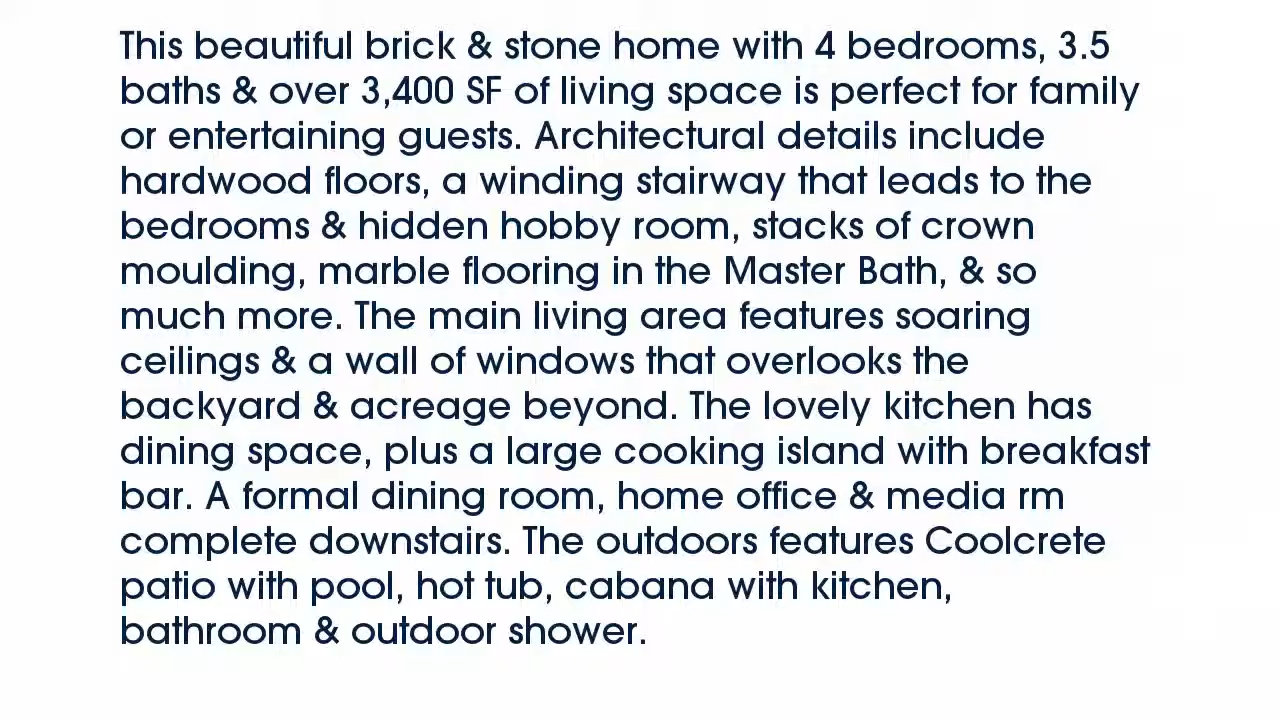 This beautiful brick & stone home with 4 bedrooms, 3.5
baths & over 3,400 SF of living space is perfect for family
or entertaining guests. Architectural details include
hardwood floors, a winding stairway that leads to the
bedrooms & hidden hobby room, stacks of crown
moulding, marble flooring in the Master Bath, & so
much more. The main living area features soaring
ceilings & a wall of windows that overlooks the
backyard & acreage beyond. The lovely kitchen has
dining space, plus a large cooking island with breakfast
bar. A formal dining room, home office & media rm
complete downstairs. The outdoors features Coolcrete
patio with pool, hot tub, cabana with kitchen,
bathroom & outdoor shower.